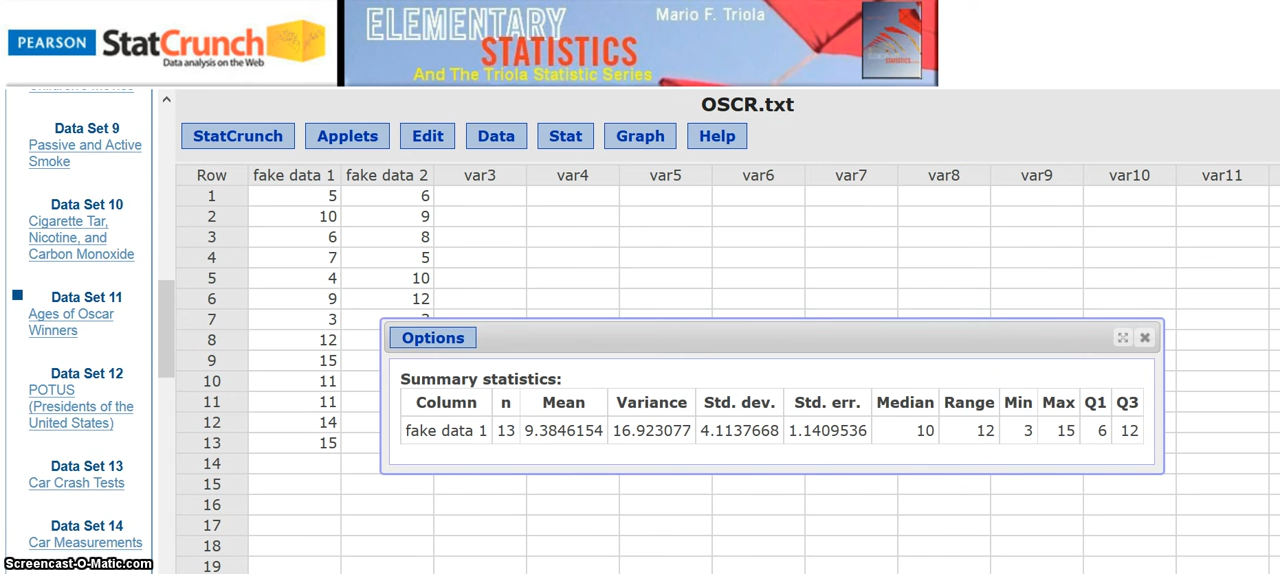 PEARSON StatCrunch
Data analysis on the Web
ELEMENTARY
STATISTICS
And The Triola Statistic Series
Mario F. Triola
Children's Movies
Data Set 9
Passive and Active
Smoke
Data Set 10
Cigarette Tar,
Nicotine, and
Carbon Monoxide
Data Set 11
Ages of Oscar
Winners
Data Set 12
POTUS
(Presidents of the
United States)
Data Set 13
Car Crash Tests
Data Set 14
Car Measurements
OSCR.txt
StatCrunch Applets Edit Data Stat Graph Help
Row fake data 1 fake data 2 var3 var4 var5 var6 var7 var8 var9 var10 var11
1 5 6
2 10 9
3 6 8
4 7 5
5 4 10
6 9 12
7 3
8 12
9 15
10 11
11 11
12 14
13 15
14
15
16
17
18
19
Options
Summary statistics:
Column n Mean Variance Std. dev. Std. err. Median Range Min Max Q1 Q3
fake data 1 13 9.3846154 16.923077 4.1137668 1.1409536 10 12 3 15 6 12
Screencast-O-Matic.com